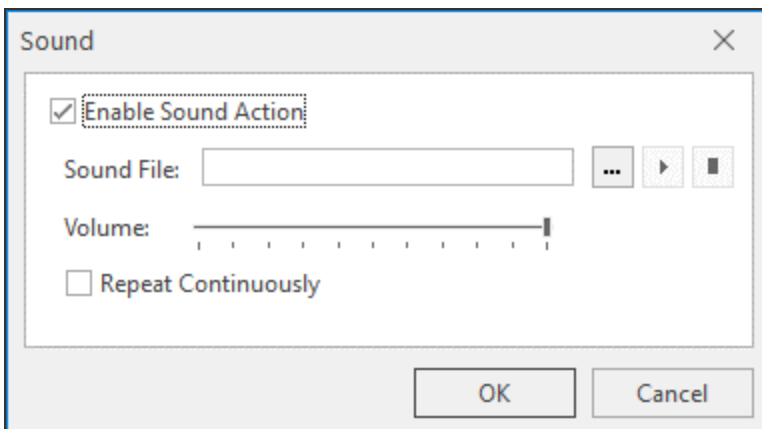 Sound
Enable Sound Action
Sound File: ...
Volume:
Repeat Continuously
OK Cancel